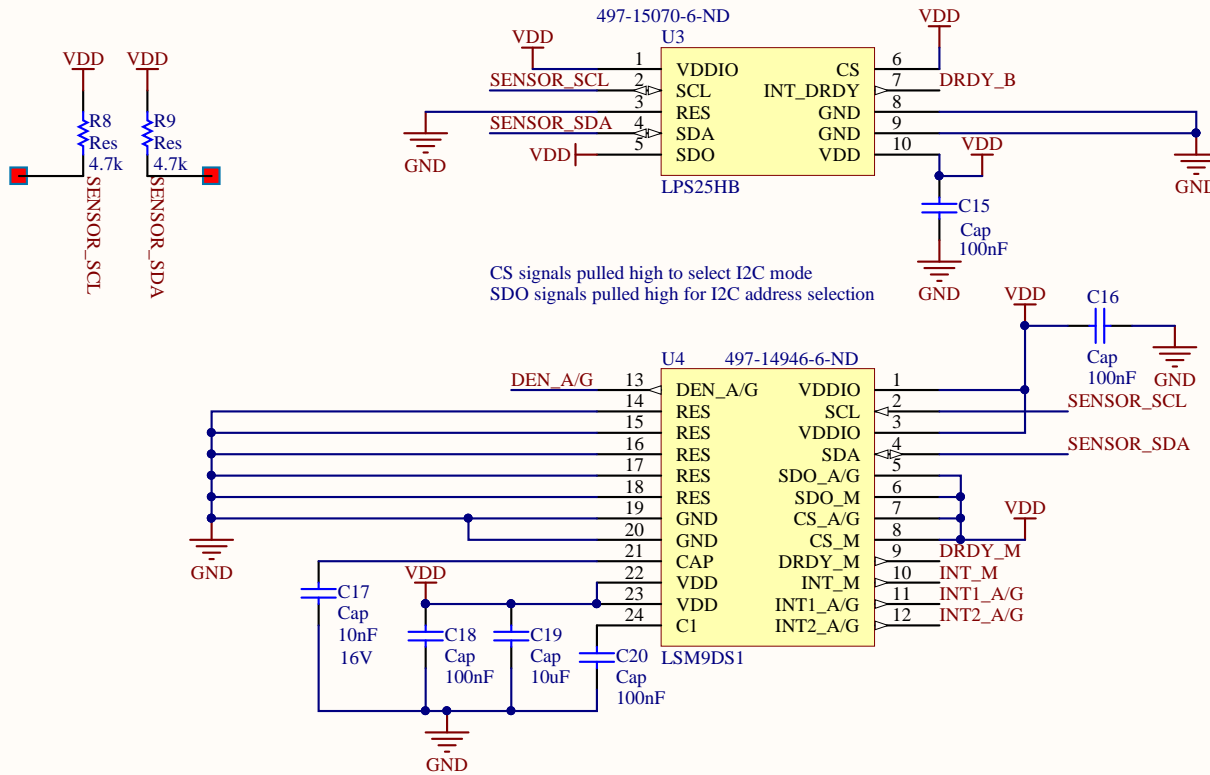 VDD
VDD
R8
Res
4.7k
R9
Res
4.7k
SENSOR_SCL
SENSOR_SDA
497-15070-6-ND
U3
VDD
VDD
SENSOR_SCL
SENSOR_SDA
VDD
GND
1
2
3
4
5
VDDIO
SCL
RES
SDA
SDO
CS
INT_DRDY
GND
GND
VDD
6
7
8
9
10
DRDY_B
LPS25HB
VDD
GND
C15
Cap
100nF
GND
CS signals pulled high to select I2C mode
SDO signals pulled high for I2C address selection
VDD
C16
Cap
100nF
GND
U4
497-14946-6-ND
DEN_A/G
13
14
15
16
17
18
19
20
21
22
23
24
DEN_A/G
RES
RES
RES
RES
RES
GND
GND
CAP
VDD
VDD
C1
VDDIO
SCL
VDDIO
SDA
SDO_A/G
SDO_M
CS_A/G
CS_M
DRDY_M
INT_M
INT1_A/G
INT2_A/G
1
2
3
4
5
6
7
8
9
10
11
12
SENSOR_SCL
SENSOR_SDA
VDD
DRDY_M
INT_M
INT1_A/G
INT2_A/G
LSM9DS1
GND
C17
Cap
10nF
16V
VDD
C18
Cap
100nF
C19
Cap
10uF
C20
Cap
100nF
GND